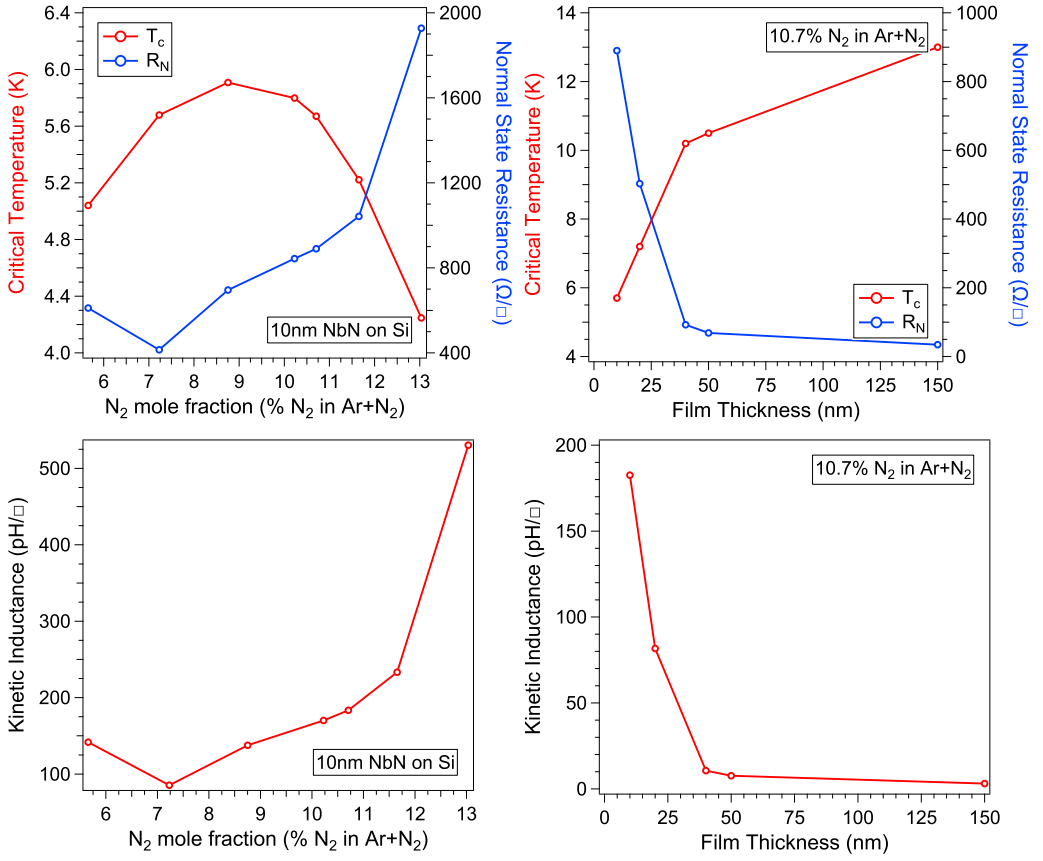 6.4
6.0
5.6
5.2
4.8
4.4
4.0
Critical Temperature (K)
T_c
R_N
10nm NbN on Si
2000
1600
1200
800
400
Normal State Resistance (Ω/□)
6 7 8 9 10 11 12 13
N₂ mole fraction (% N₂ in Ar+N₂)
14
12
10
8
6
4
Critical Temperature (K)
10.7% N₂ in Ar+N₂
T_c
R_N
1000
800
600
400
200
0
Normal State Resistance (Ω/□)
0 25 50 75 100 125 150
Film Thickness (nm)
500
400
300
200
100
Kinetic Inductance (pH/□)
10nm NbN on Si
6 7 8 9 10 11 12 13
N₂ mole fraction (% N₂ in Ar+N₂)
200
150
100
50
0
Kinetic Inductance (pH/□)
10.7% N₂ in Ar+N₂
0 25 50 75 100 125 150
Film Thickness (nm)